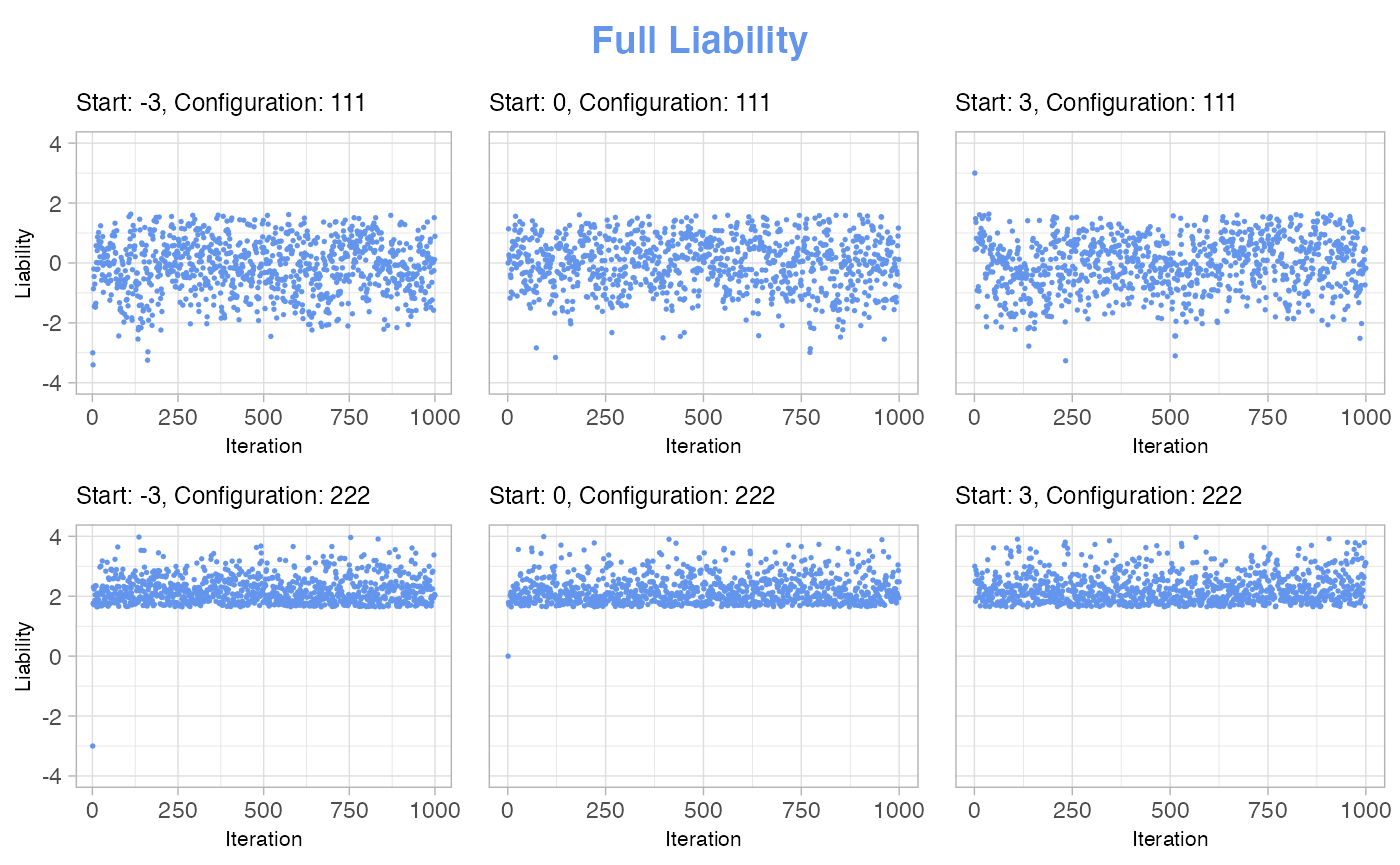 Full Liability
Start: -3, Configuration: 111
Start: 0, Configuration: 111
Start: 3, Configuration: 111
Liability
4
2
0
-2
-4
0 250 500 750 1000
0 250 500 750 1000
0 250 500 750 1000
Iteration
Iteration
Iteration
Start: -3, Configuration: 222
Start: 0, Configuration: 222
Start: 3, Configuration: 222
Liability
4
2
0
-2
-4
0 250 500 750 1000
0 250 500 750 1000
0 250 500 750 1000
Iteration
Iteration
Iteration